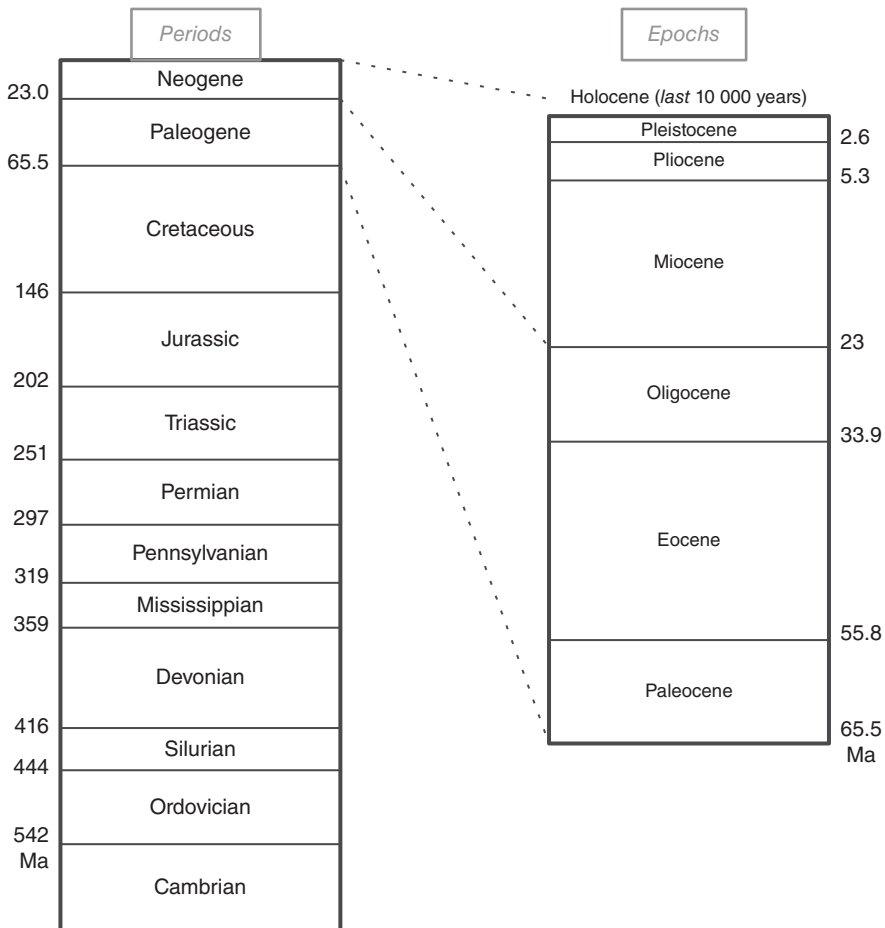 Periods
Neogene
23.0
Paleogene
65.5
Cretaceous
146
Jurassic
202
Triassic
251
Permian
297
Pennsylvanian
319
Mississippian
359
Devonian
416
Silurian
444
Ordovician
542
Ma
Cambrian
Epochs
Holocene (last 10 000 years)
Pleistocene
2.6
Pliocene
5.3
Miocene
23
Oligocene
33.9
Eocene
55.8
Paleocene
65.5
Ma